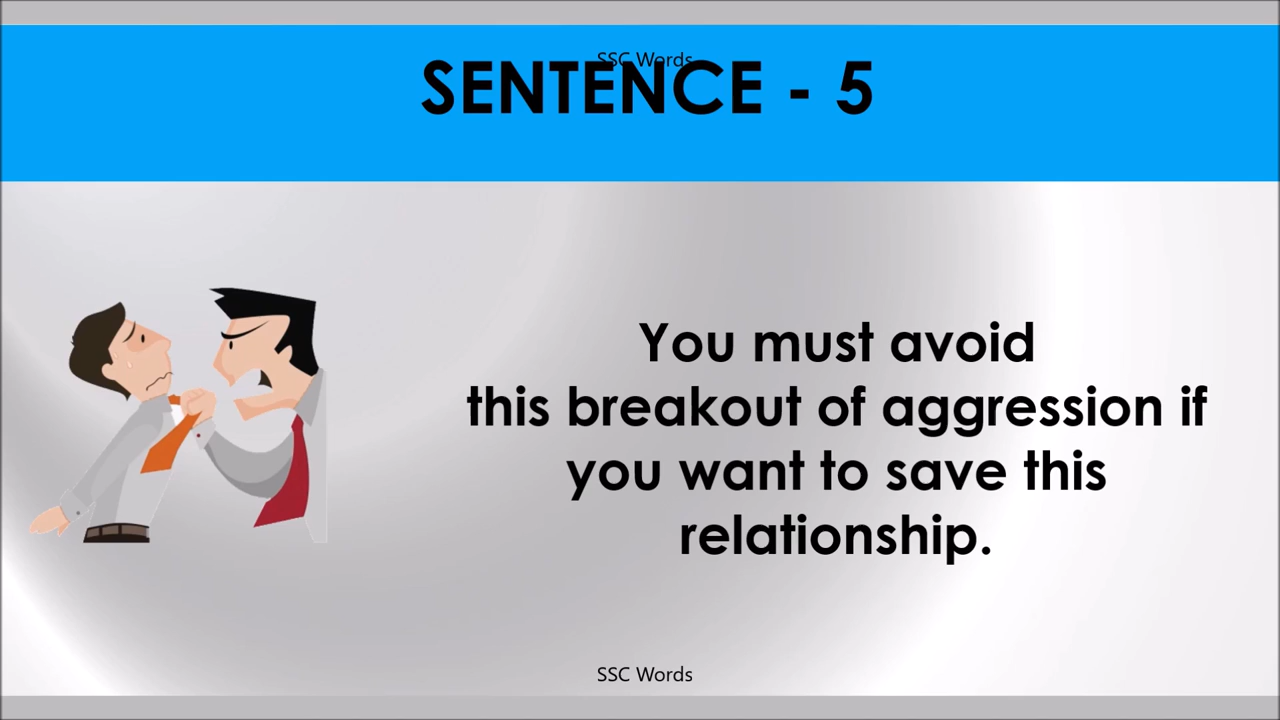 SSC Words
SENTENCE - 5
You must avoid
this breakout of aggression if
you want to save this
relationship.
SSC Words